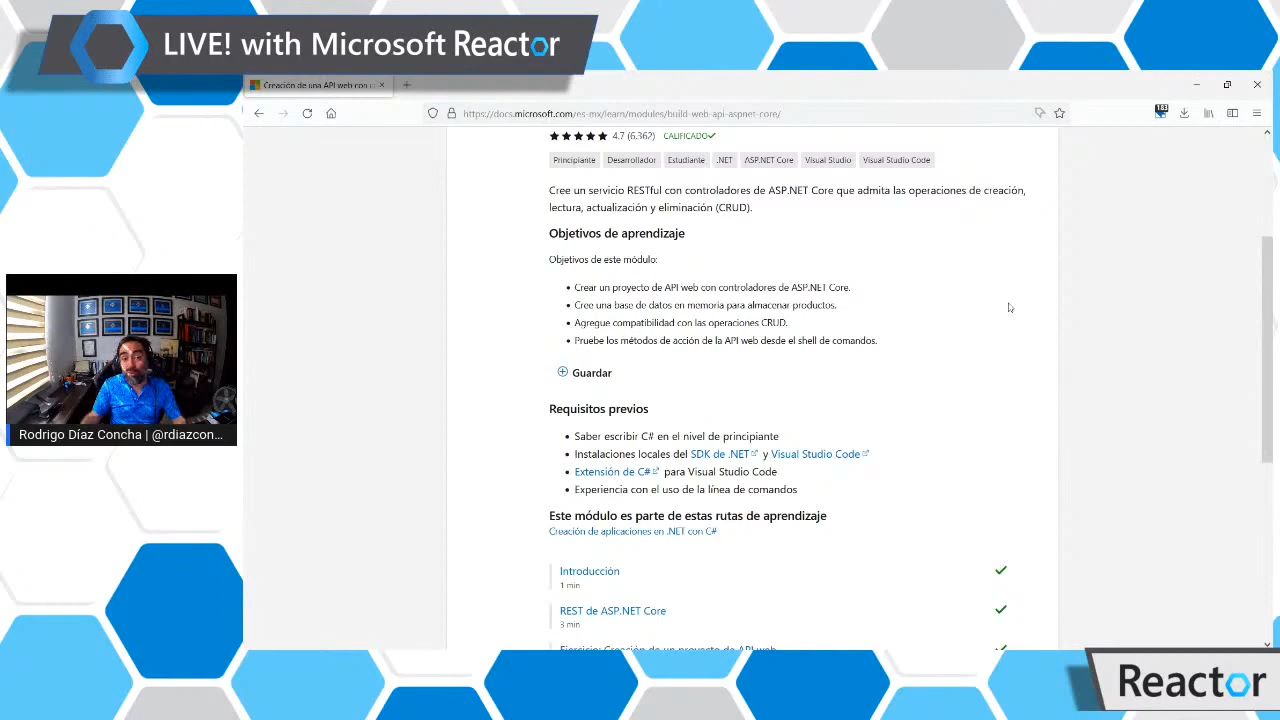 LIVE! with Microsoft Reactor
Creación de una API web con
https://docs.microsoft.com/es-mx/learn/modules/build-web-api-aspnet-core/
183
4.7 (6,362) CALIFICADO
Principiante Desarrollador Estudiante .NET ASP.NET Core Visual Studio Visual Studio Code
Cree un servicio RESTful con controladores de ASP.NET Core que admita las operaciones de creación,
lectura, actualización y eliminación (CRUD).
Objetivos de aprendizaje
Objetivos de este módulo:
• Crear un proyecto de API web con controladores de ASP.NET Core.
• Cree una base de datos en memoria para almacenar productos.
• Agregue compatibilidad con las operaciones CRUD.
• Pruebe los métodos de acción de la API web desde el shell de comandos.
Guardar
Requisitos previos
• Saber escribir C# en el nivel de principiante
• Instalaciones locales del SDK de .NET y Visual Studio Code
• Extensión de C# para Visual Studio Code
• Experiencia con el uso de la línea de comandos
Este módulo es parte de estas rutas de aprendizaje
Creación de aplicaciones en .NET con C#
Introducción
1 min
REST de ASP.NET Core
3 min
Ejercicio: Creación de un proyecto de API web
Rodrigo Díaz Concha | @rdiazcon...
Reactor